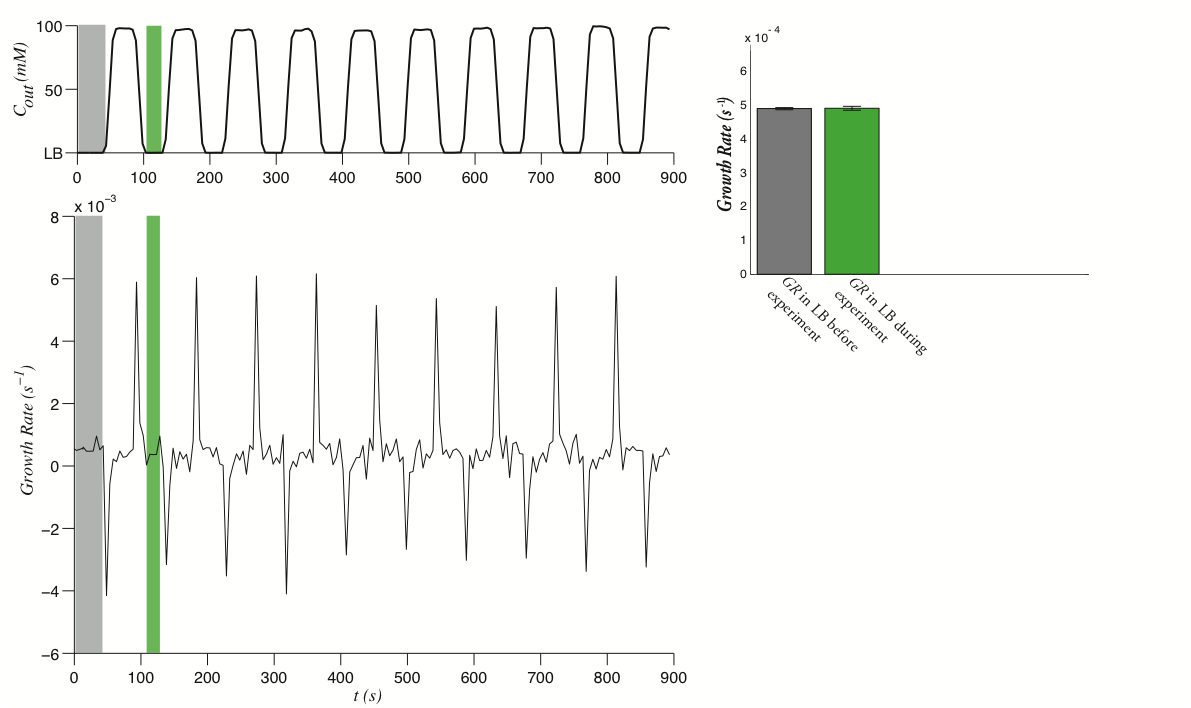 100
50
LB
C_out (mM)
0 100 200 300 400 500 600 700 800 900
x 10⁻³
8
6
4
2
0
−2
−4
−6
Growth Rate (s⁻¹)
0 100 200 300 400 500 600 700 800 900
t (s)
x 10⁻⁴
6
5
4
3
2
1
0
Growth Rate (s⁻¹)
GR in LB before
experiment
GR in LB during
experiment